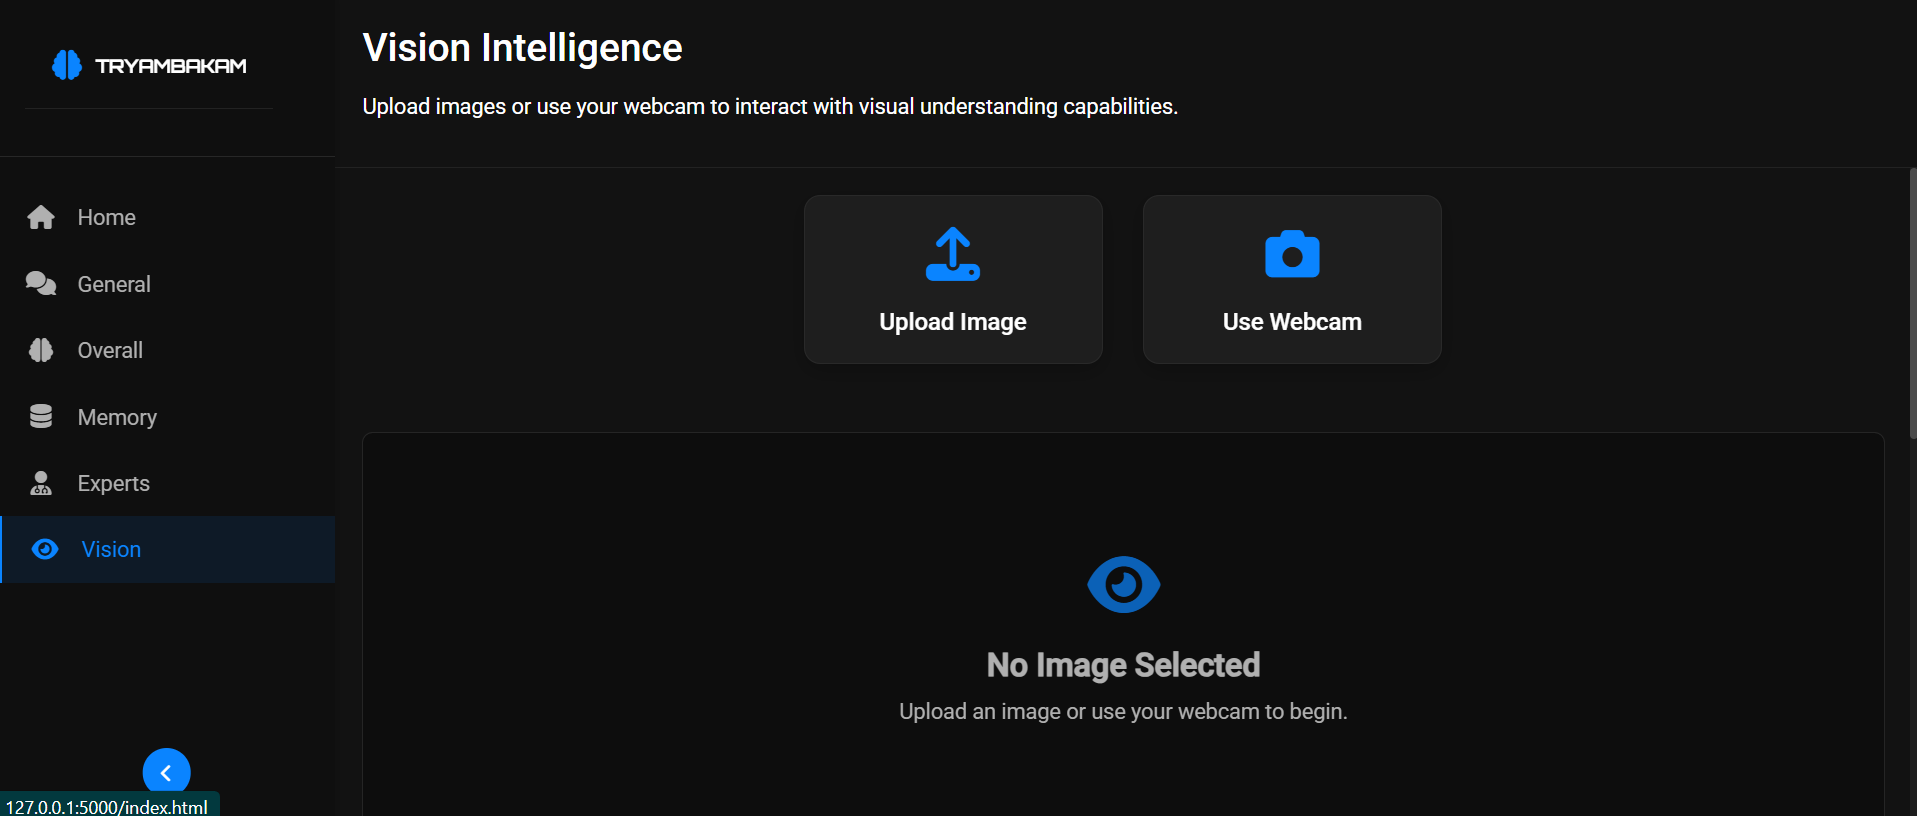 TRYAMBAKAM
Home
General
Overall
Memory
Experts
Vision
127.0.0.1:5000/index.html
Vision Intelligence
Upload images or use your webcam to interact with visual understanding capabilities.
Upload Image
Use Webcam
No Image Selected
Upload an image or use your webcam to begin.